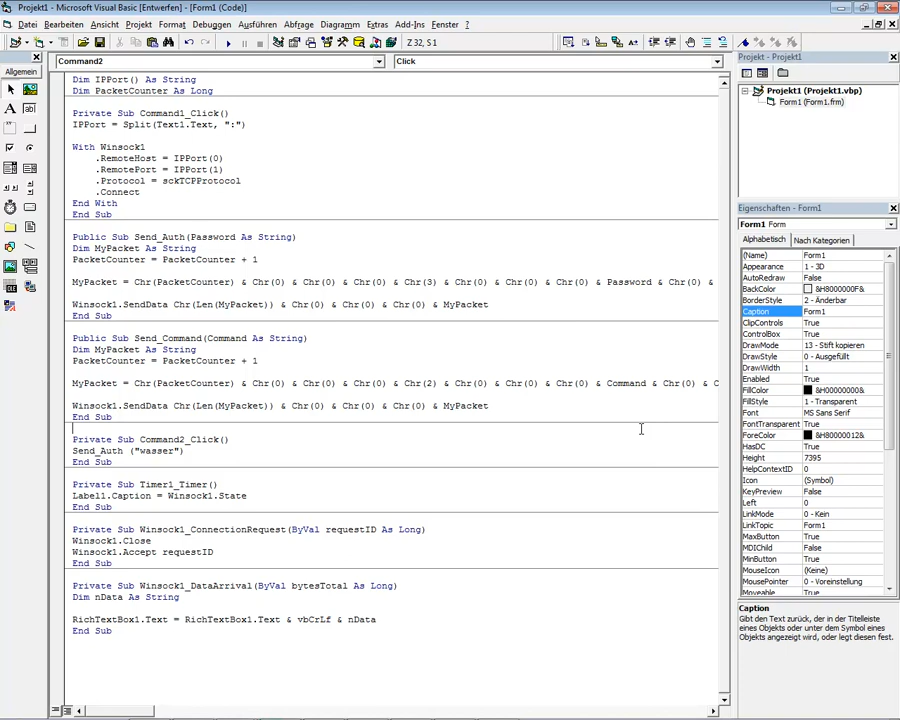 Projekt1 - Microsoft Visual Basic [Entwerfen] - [Form1 (Code)]
Datei Bearbeiten Ansicht Projekt Format Debuggen Ausführen Abfrage Diagramm Extras Add-Ins Fenster ?
Z 32, S1
Allgemein
Command2 Click
Dim IPPort() As String
Dim PacketCounter As Long
Private Sub Command1_Click()
IPPort = Split(Text1.Text, ":")
With Winsock1
.RemoteHost = IPPort(0)
.RemotePort = IPPort(1)
.Protocol = sckTCPProtocol
.Connect
End With
End Sub
Public Sub Send_Auth(Password As String)
Dim MyPacket As String
PacketCounter = PacketCounter + 1
MyPacket = Chr(PacketCounter) & Chr(0) & Chr(0) & Chr(0) & Chr(3) & Chr(0) & Chr(0) & Chr(0) & Password & Chr(0) &
Winsock1.SendData Chr(Len(MyPacket)) & Chr(0) & Chr(0) & Chr(0) & MyPacket
End Sub
Public Sub Send_Command(Command As String)
Dim MyPacket As String
PacketCounter = PacketCounter + 1
MyPacket = Chr(PacketCounter) & Chr(0) & Chr(0) & Chr(0) & Chr(2) & Chr(0) & Chr(0) & Chr(0) & Command & Chr(0) & C
Winsock1.SendData Chr(Len(MyPacket)) & Chr(0) & Chr(0) & Chr(0) & MyPacket
End Sub
Private Sub Command2_Click()
Send_Auth ("wasser")
End Sub
Private Sub Timer1_Timer()
Label1.Caption = Winsock1.State
End Sub
Private Sub Winsock1_ConnectionRequest(ByVal requestID As Long)
Winsock1.Close
Winsock1.Accept requestID
End Sub
Private Sub Winsock1_DataArrival(ByVal bytesTotal As Long)
Dim nData As String
RichTextBox1.Text = RichTextBox1.Text & vbCrLf & nData
End Sub
Projekt - Projekt1
Projekt1 (Projekt1.vbp)
Form1 (Form1.frm)
Eigenschaften - Form1
Form1 Form
Alphabetisch Nach Kategorien
(Name) Form1
Appearance 1 - 3D
AutoRedraw False
BackColor &H8000000F&
BorderStyle 2 - Änderbar
Caption Form1
ClipControls True
ControlBox True
DrawMode 13 - Stift kopieren
DrawStyle 0 - Ausgefüllt
DrawWidth 1
Enabled True
FillColor &H00000000&
FillStyle 1 - Transparent
Font MS Sans Serif
FontTransparent True
ForeColor &H80000012&
HasDC True
Height 7395
HelpContextID 0
Icon (Symbol)
KeyPreview False
Left 0
LinkMode 0 - Kein
LinkTopic Form1
MaxButton True
MDIChild False
MinButton True
MouseIcon (Keine)
MousePointer 0 - Voreinstellung
Moveable True
Caption
Gibt den Text zurück, der in der Titelleiste
eines Objekts oder unter dem Symbol eines
Objekts angezeigt wird, oder legt diesen fest.